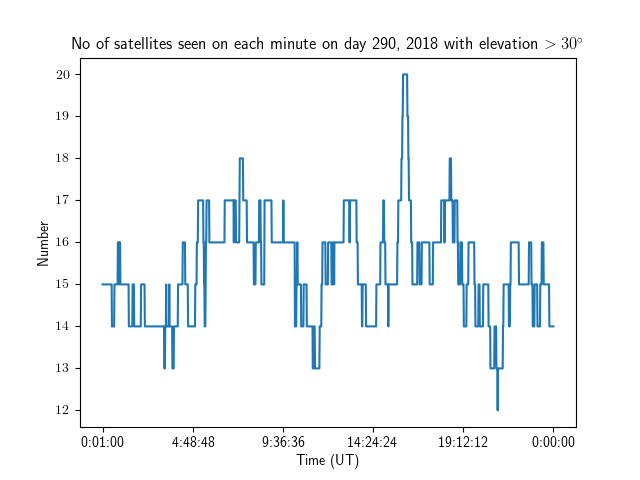 No of satellites seen on each minute on day 290, 2018 with elevation > 30°
20
19
18
17
16
15
14
13
12
Number
0:01:00 4:48:48 9:36:36 14:24:24 19:12:12 0:00:00
Time (UT)